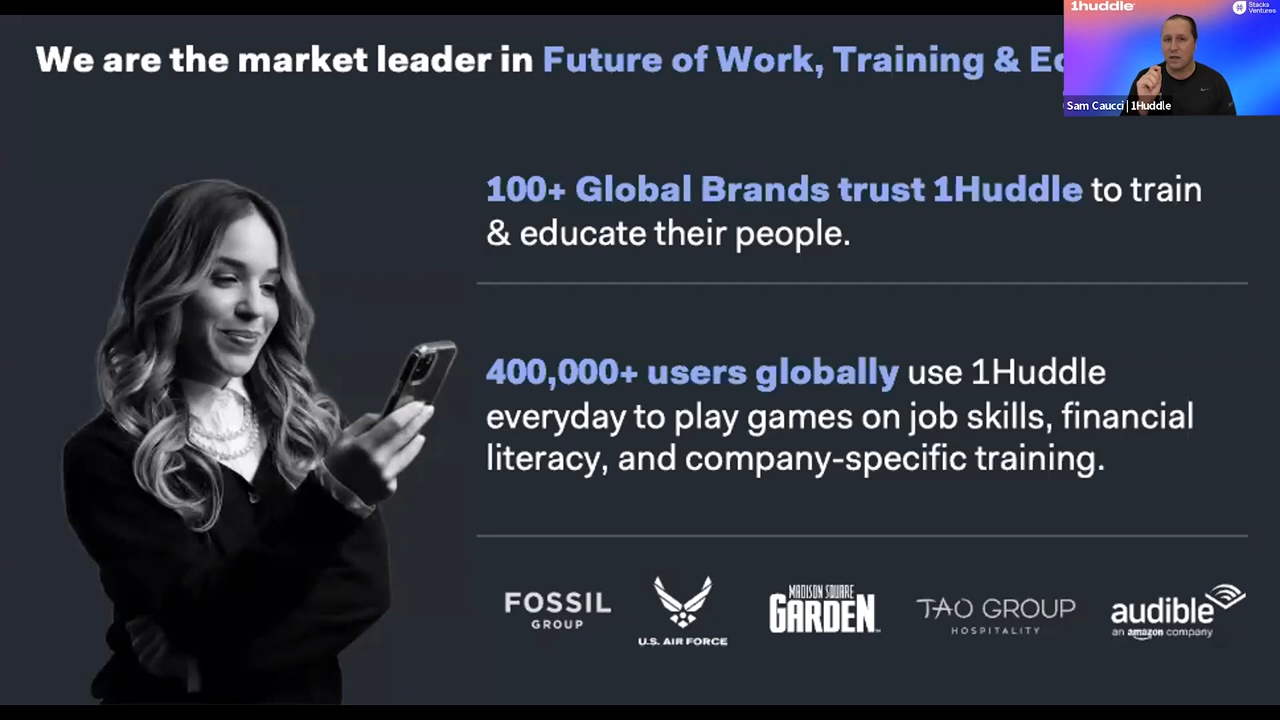 We are the market leader in Future of Work, Training &
1huddle
Stacks
Ventures
Sam Caucci | 1Huddle
100+ Global Brands trust 1Huddle to train
& educate their people.
400,000+ users globally use 1Huddle
everyday to play games on job skills, financial
literacy, and company-specific training.
FOSSIL
GROUP
U.S. AIR FORCE
MADISON SQUARE
GARDEN
TAO GROUP
HOSPITALITY
audible
an amazon company